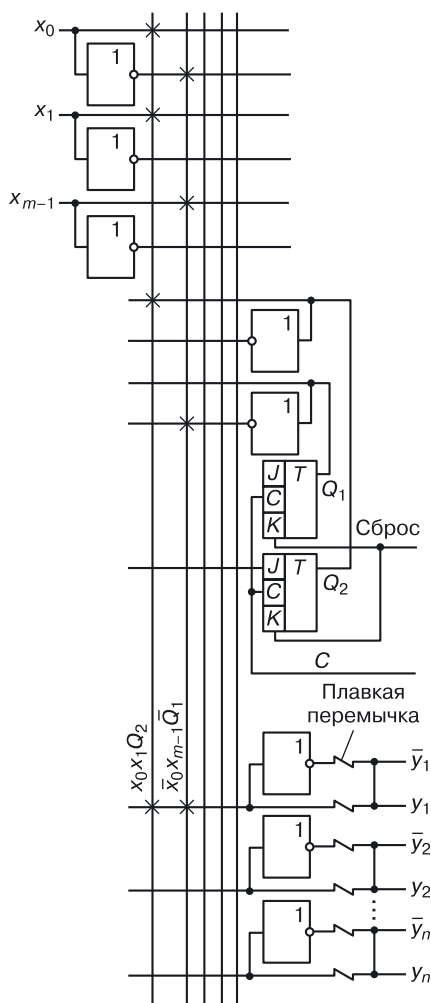 x₀
1
x₁
1
xₘ₋₁
1
1
1
J T
C
K
Q₁
Сброс
J T
C
K
Q₂
C
Плавкая
перемычка
x₀x₁Q₂
x̄₀xₘ₋₁Q̄₁
1
ȳ₁
y₁
1
ȳ₂
y₂
1
ȳₙ
yₙ